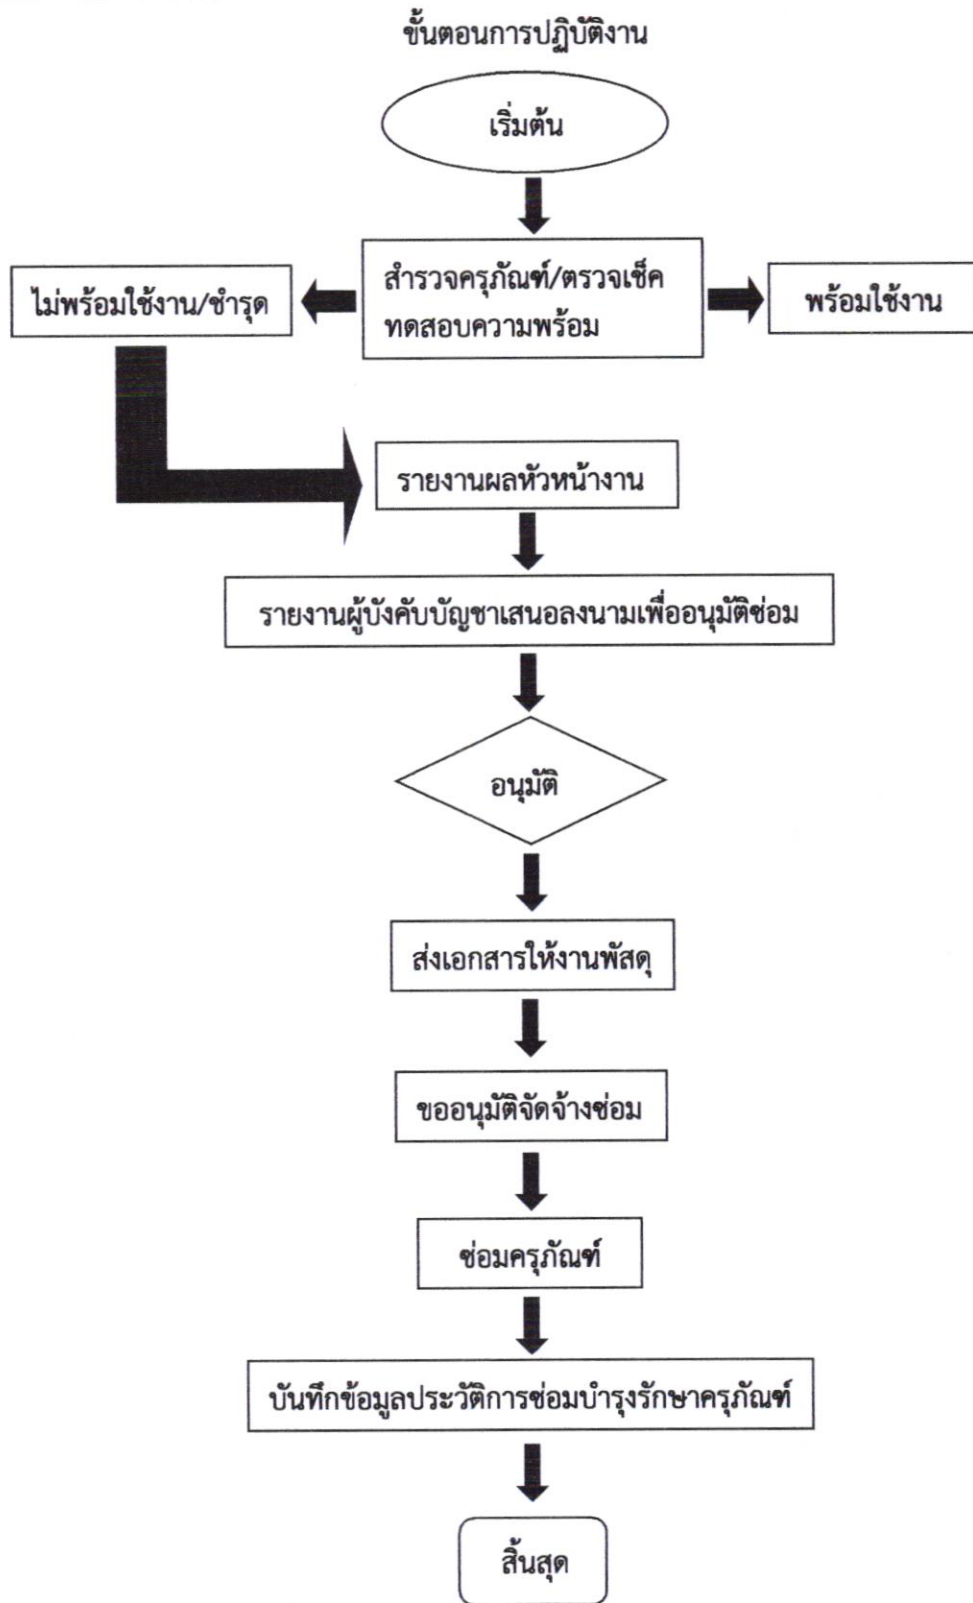 ขั้นตอนการปฏิบัติงาน
เริ่มต้น
สำรวจครุภัณฑ์/ตรวจเช็ค
ทดสอบความพร้อม
ไม่พร้อมใช้งาน/ชำรุด
พร้อมใช้งาน
รายงานผลหัวหน้างาน
รายงานผู้บังคับบัญชาเสนอลงนามเพื่ออนุมัติซ่อม
อนุมัติ
ส่งเอกสารให้งานพัสดุ
ขออนุมัติจัดจ้างซ่อม
ซ่อมครุภัณฑ์
บันทึกข้อมูลประวัติการซ่อมบำรุงรักษาครุภัณฑ์
สิ้นสุด